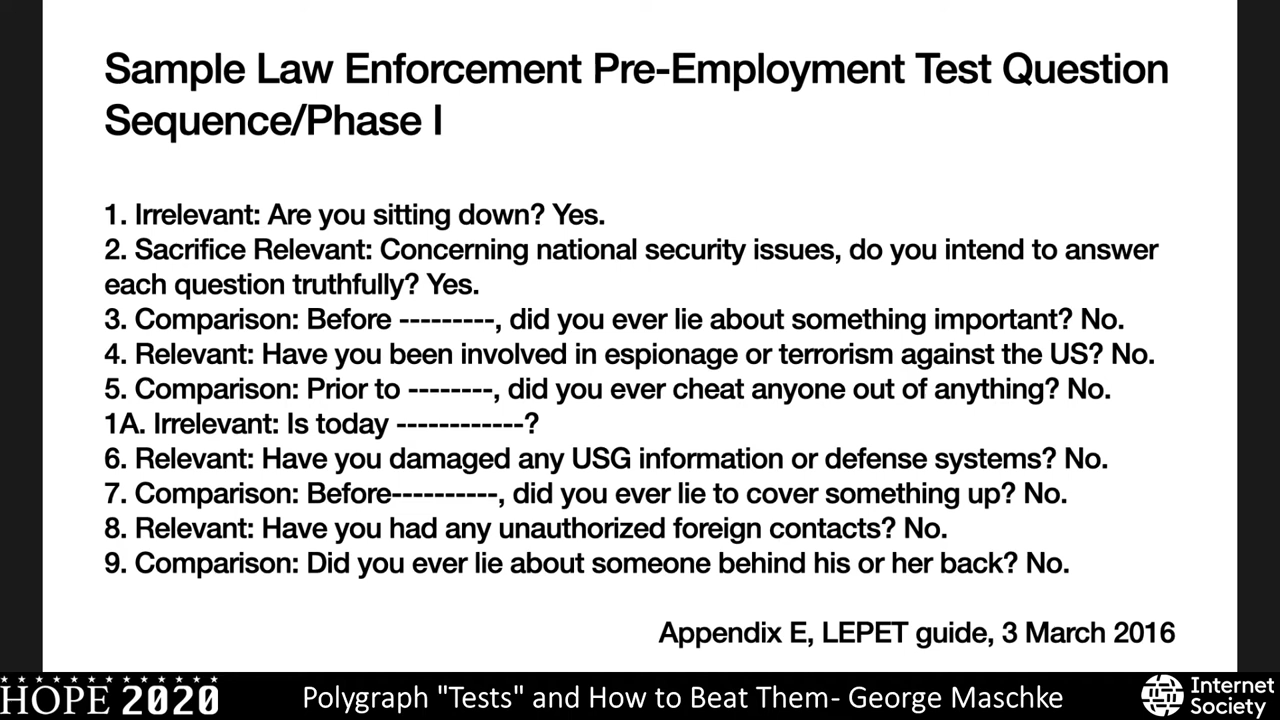 Sample Law Enforcement Pre-Employment Test Question
Sequence/Phase I
1. Irrelevant: Are you sitting down? Yes.
2. Sacrifice Relevant: Concerning national security issues, do you intend to answer
each question truthfully? Yes.
3. Comparison: Before ---------, did you ever lie about something important? No.
4. Relevant: Have you been involved in espionage or terrorism against the US? No.
5. Comparison: Prior to --------, did you ever cheat anyone out of anything? No.
1A. Irrelevant: Is today ------------?
6. Relevant: Have you damaged any USG information or defense systems? No.
7. Comparison: Before----------, did you ever lie to cover something up? No.
8. Relevant: Have you had any unauthorized foreign contacts? No.
9. Comparison: Did you ever lie about someone behind his or her back? No.
Appendix E, LEPET guide, 3 March 2016
HOPE 2020
Polygraph "Tests" and How to Beat Them- George Maschke
Internet
Society